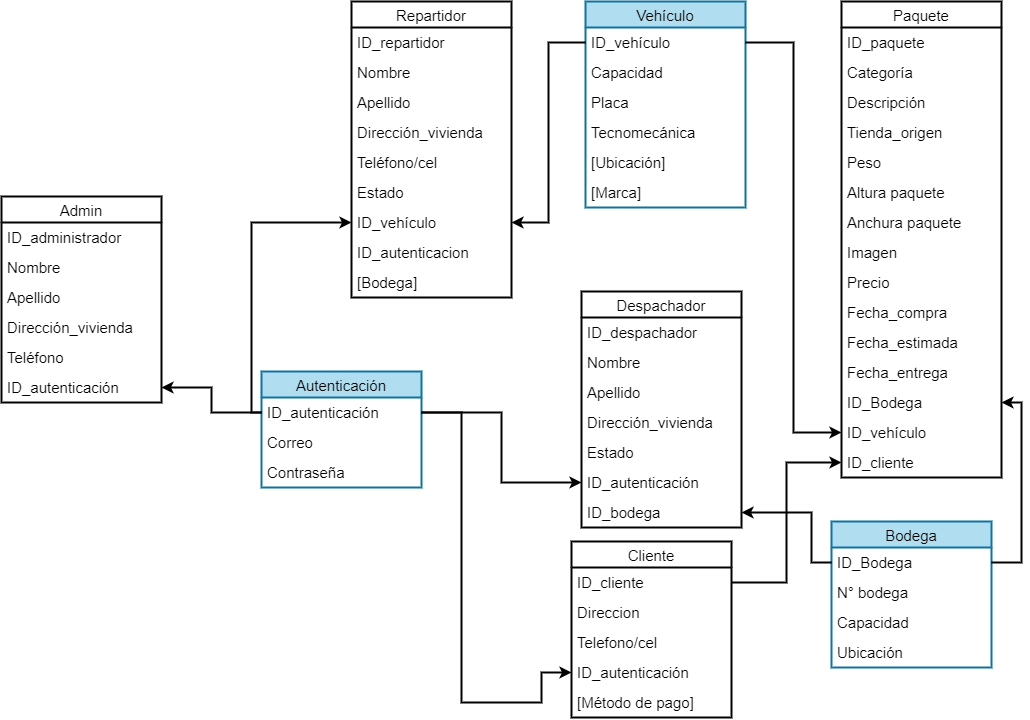 Repartidor
ID_repartidor
Nombre
Apellido
Dirección_vivienda
Teléfono/cel
Estado
ID_vehículo
ID_autenticacion
[Bodega]
Vehículo
ID_vehículo
Capacidad
Placa
Tecnomecánica
[Ubicación]
[Marca]
Paquete
ID_paquete
Categoría
Descripción
Tienda_origen
Peso
Altura paquete
Anchura paquete
Imagen
Precio
Fecha_compra
Fecha_estimada
Fecha_entrega
ID_Bodega
ID_vehículo
ID_cliente
Admin
ID_administrador
Nombre
Apellido
Dirección_vivienda
Teléfono
ID_autenticación
Autenticación
ID_autenticación
Correo
Contraseña
Despachador
ID_despachador
Nombre
Apellido
Dirección_vivienda
Estado
ID_autenticación
ID_bodega
Cliente
ID_cliente
Direccion
Telefono/cel
ID_autenticación
[Método de pago]
Bodega
ID_Bodega
N° bodega
Capacidad
Ubicación